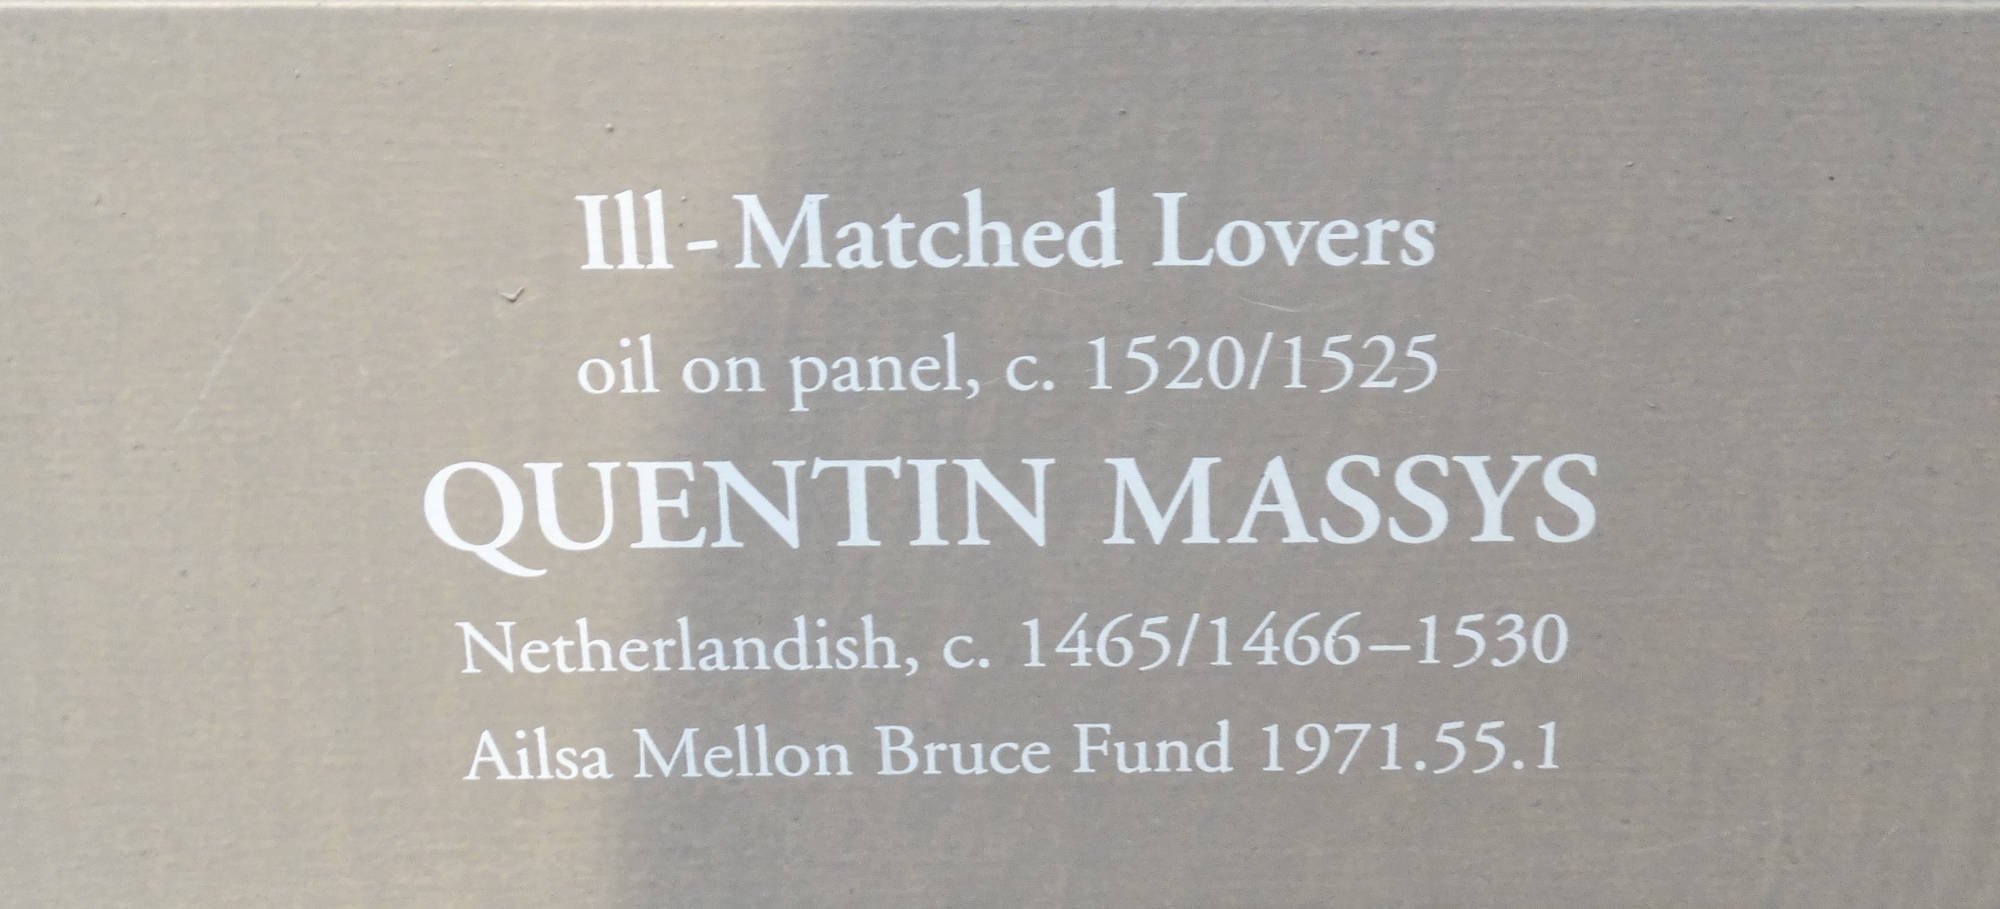 Ill-Matched Lovers
oil on panel, c. 1520/1525
QUENTIN MASSYS
Netherlandish, c. 1465/1466–1530
Ailsa Mellon Bruce Fund 1971.55.1